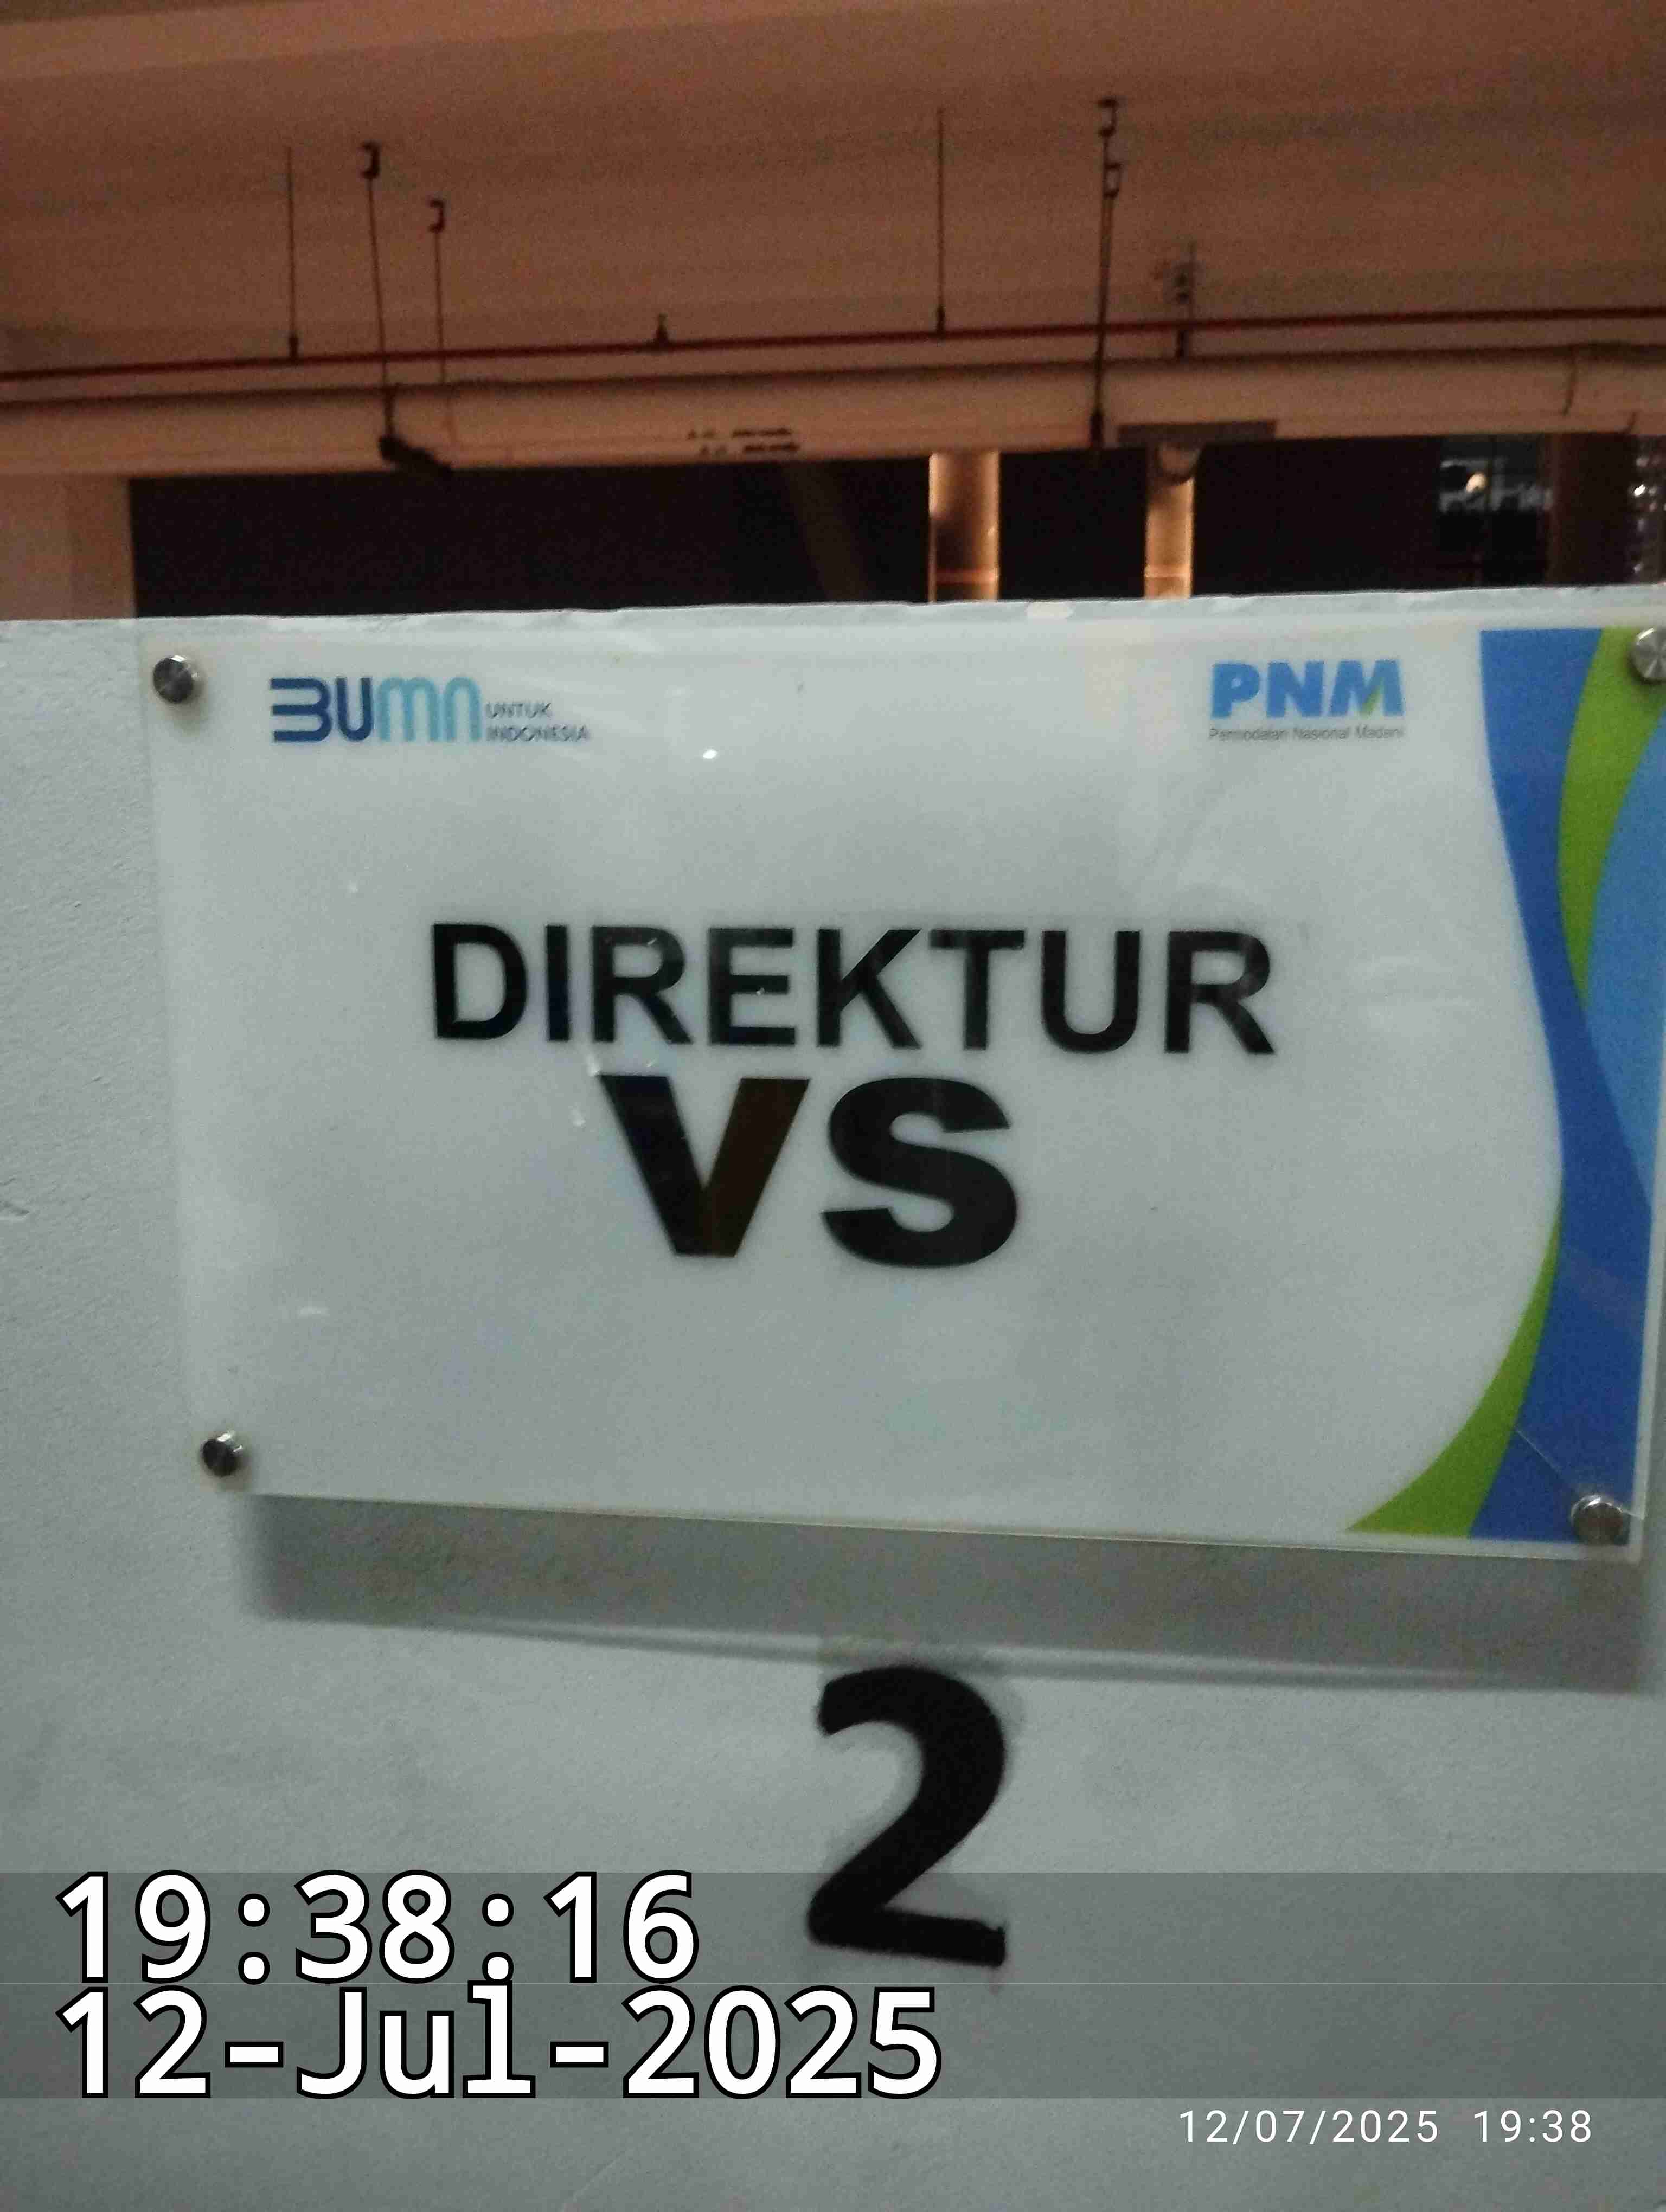 BUMN UNTUK
INDONESIA
PNM
Permodalan Nasional Madani
DIREKTUR
VS
2
19:38:16
12-Jul-2025
12/07/2025 19:38